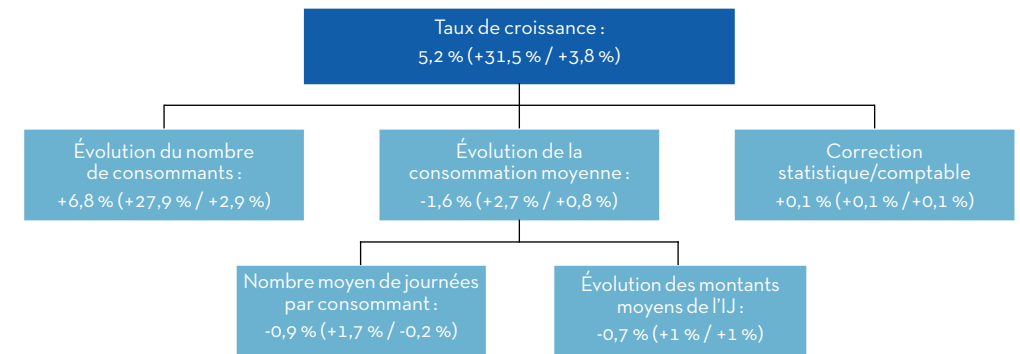 Taux de croissance :
5,2 % (+31,5 % / +3,8 %)
Évolution du nombre
de consommants :
+6,8 % (+27,9 % / +2,9 %)
Évolution de la
consommation moyenne :
-1,6 % (+2,7 % / +0,8 %)
Correction
statistique/comptable
+0,1 % (+0,1 % /+0,1 %)
Nombre moyen de journées
par consommant :
-0,9 % (+1,7 % / -0,2 %)
Évolution des montants
moyens de l'IJ :
-0,7 % (+1 % / +1 %)